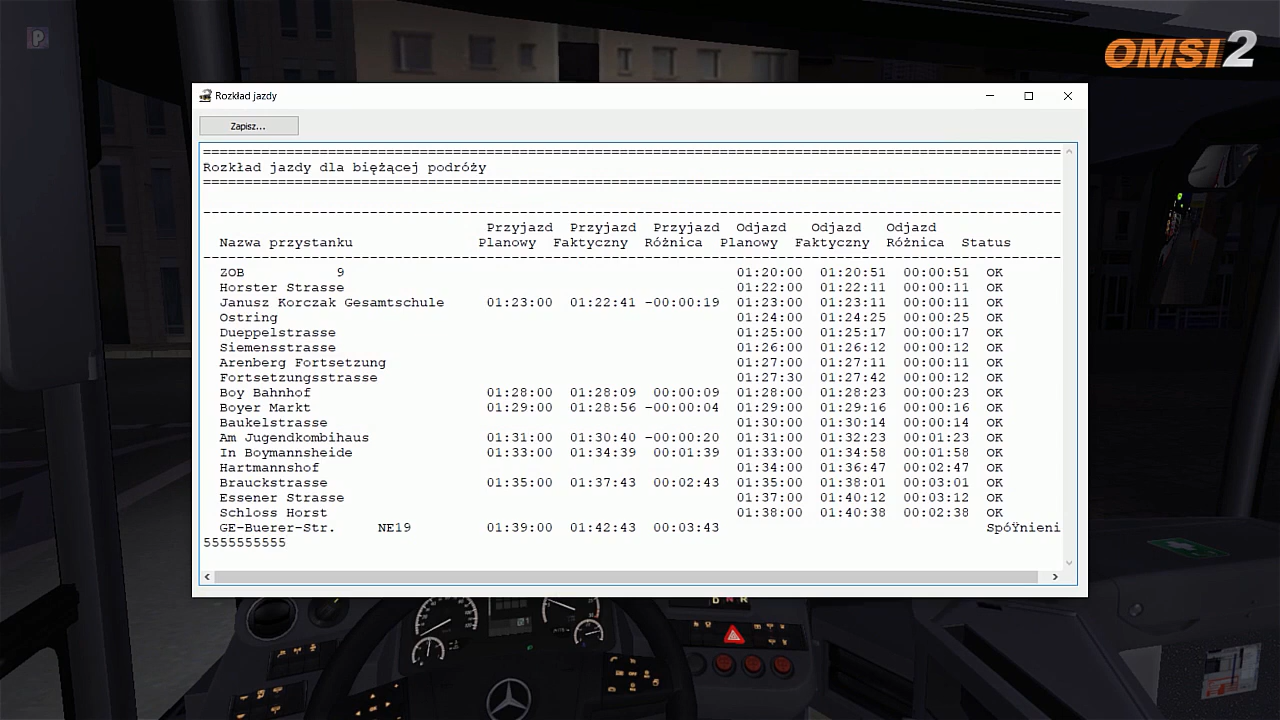 P
OMSI 2
Rozkład jazdy
Zapisz...
========================================================================================================
Rozkład jazdy dla biężącej podróży
========================================================================================================
--------------------------------------------------------------------------------------------------------
Przyjazd Przyjazd Przyjazd Odjazd Odjazd Odjazd
Nazwa przystanku Planowy Faktyczny Różnica Planowy Faktyczny Różnica Status
--------------------------------------------------------------------------------------------------------
ZOB 9 01:20:00 01:20:51 00:00:51 OK
Horster Strasse 01:22:00 01:22:11 00:00:11 OK
Janusz Korczak Gesamtschule 01:23:00 01:22:41 -00:00:19 01:23:00 01:23:11 00:00:11 OK
Ostring 01:24:00 01:24:25 00:00:25 OK
Dueppelstrasse 01:25:00 01:25:17 00:00:17 OK
Siemensstrasse 01:26:00 01:26:12 00:00:12 OK
Arenberg Fortsetzung 01:27:00 01:27:11 00:00:11 OK
Fortsetzungsstrasse 01:27:30 01:27:42 00:00:12 OK
Boy Bahnhof 01:28:00 01:28:09 00:00:09 01:28:00 01:28:23 00:00:23 OK
Boyer Markt 01:29:00 01:28:56 -00:00:04 01:29:00 01:29:16 00:00:16 OK
Baukelstrasse 01:30:00 01:30:14 00:00:14 OK
Am Jugendkombihaus 01:31:00 01:30:40 -00:00:20 01:31:00 01:32:23 00:01:23 OK
In Boymannsheide 01:33:00 01:34:39 00:01:39 01:33:00 01:34:58 00:01:58 OK
Hartmannshof 01:34:00 01:36:47 00:02:47 OK
Brauckstrasse 01:35:00 01:37:43 00:02:43 01:35:00 01:38:01 00:03:01 OK
Essener Strasse 01:37:00 01:40:12 00:03:12 OK
Schloss Horst 01:38:00 01:40:38 00:02:38 OK
GE-Buerer-Str. NE19 01:39:00 01:42:43 00:03:43 SpóŸnieni
5555555555
D N R